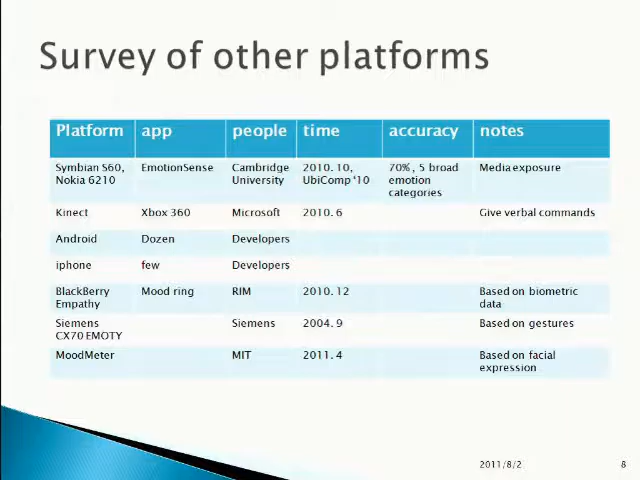 Survey of other platforms
Platform app people time accuracy notes
Symbian S60, EmotionSense Cambridge 2010. 10, 70%, 5 broad Media exposure
Nokia 6210 University UbiComp '10 emotion
categories
Kinect Xbox 360 Microsoft 2010. 6 Give verbal commands
Android Dozen Developers
iphone few Developers
BlackBerry Mood ring RIM 2010. 12 Based on biometric
Empathy data
Siemens Siemens 2004. 9 Based on gestures
CX70 EMOTY
MoodMeter MIT 2011. 4 Based on facial
expression
2011/8/2 8